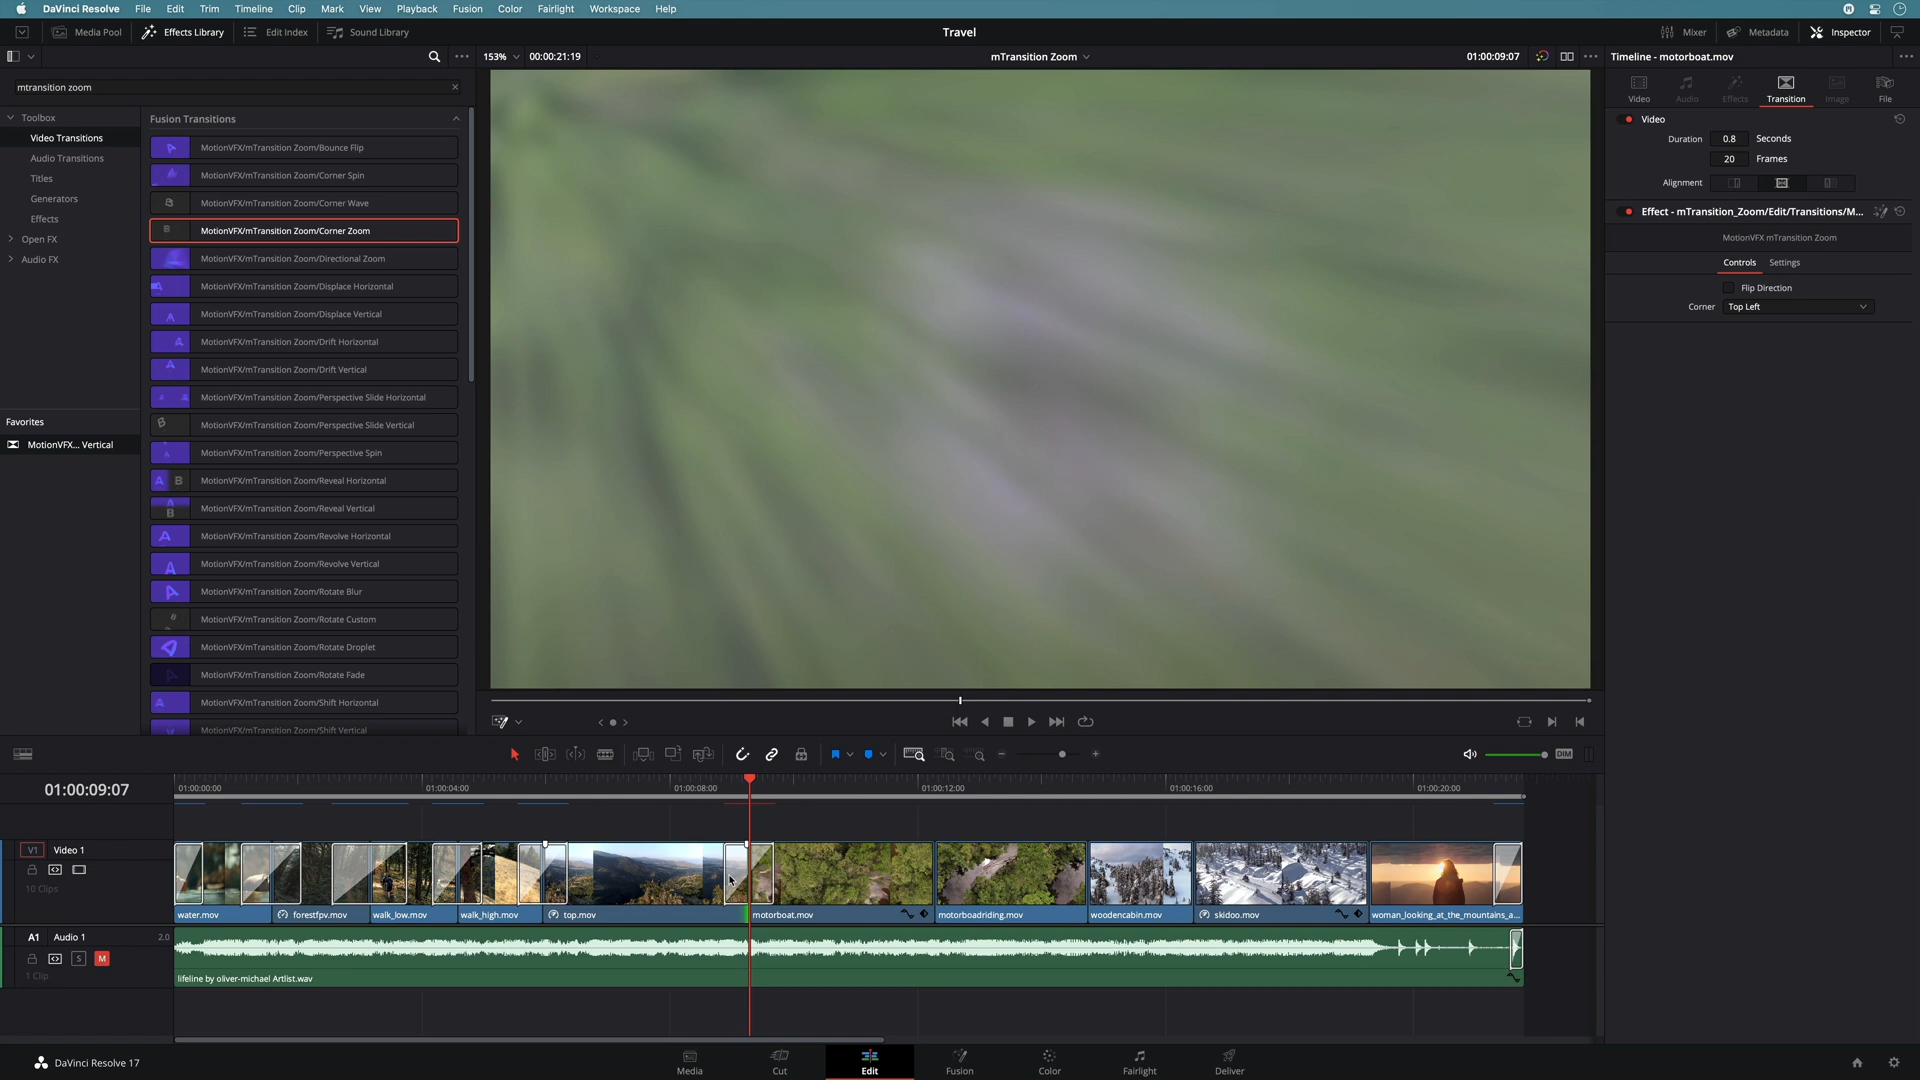 DaVinci Resolve File Edit Trim Timeline Clip Mark View Playback Fusion Color Fairlight Workspace Help
Media Pool Effects Library Edit Index Sound Library Travel Mixer Metadata Inspector
153% 00:00:21:19 mTransition Zoom 01:00:09:07 Timeline - motorboat.mov
mtransition zoom
Toolbox
Video Transitions
Audio Transitions
Titles
Generators
Effects
Open FX
Audio FX
Favorites
MotionVFX... Vertical
Fusion Transitions
MotionVFX/mTransition Zoom/Bounce Flip
MotionVFX/mTransition Zoom/Corner Spin
MotionVFX/mTransition Zoom/Corner Wave
MotionVFX/mTransition Zoom/Corner Zoom
MotionVFX/mTransition Zoom/Directional Zoom
MotionVFX/mTransition Zoom/Displace Horizontal
MotionVFX/mTransition Zoom/Displace Vertical
MotionVFX/mTransition Zoom/Drift Horizontal
MotionVFX/mTransition Zoom/Drift Vertical
MotionVFX/mTransition Zoom/Perspective Slide Horizontal
MotionVFX/mTransition Zoom/Perspective Slide Vertical
MotionVFX/mTransition Zoom/Perspective Spin
MotionVFX/mTransition Zoom/Reveal Horizontal
MotionVFX/mTransition Zoom/Reveal Vertical
MotionVFX/mTransition Zoom/Revolve Horizontal
MotionVFX/mTransition Zoom/Revolve Vertical
MotionVFX/mTransition Zoom/Rotate Blur
MotionVFX/mTransition Zoom/Rotate Custom
MotionVFX/mTransition Zoom/Rotate Droplet
MotionVFX/mTransition Zoom/Rotate Fade
MotionVFX/mTransition Zoom/Shift Horizontal
MotionVFX/mTransition Zoom/Shift Vertical
Video Audio Effects Transition Image File
Video
Duration 0.8 Seconds
20 Frames
Alignment
Effect - mTransition_Zoom/Edit/Transitions/M...
MotionVFX mTransition Zoom
Controls Settings
Flip Direction
Corner Top Left
DIM
01:00:09:07
01:00:00:00 01:00:04:00 01:00:08:00 01:00:12:00 01:00:16:00 01:00:20:00
V1 Video 1
10 Clips
water.mov forestfpv.mov walk_low.mov walk_high.mov top.mov motorboat.mov motorboadriding.mov woodencabin.mov skidoo.mov woman_looking_at_the_mountains_a...
A1 Audio 1 2.0
S M
1 Clip
lifeline by oliver-michael Artlist.wav
DaVinci Resolve 17
Media Cut Edit Fusion Color Fairlight Deliver